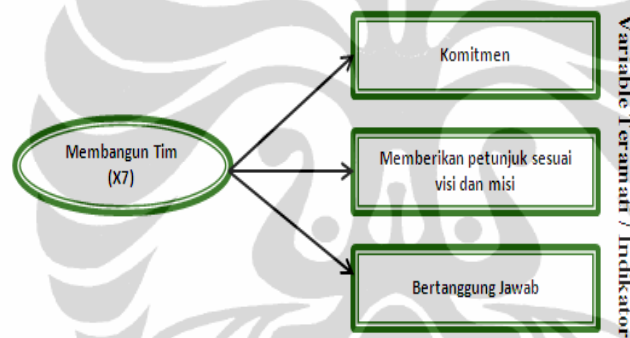 Komitmen
Membangun Tim
(X7)
Memberikan petunjuk sesuai
visi dan misi
Bertanggung Jawab
Variable Teramati / Indikator